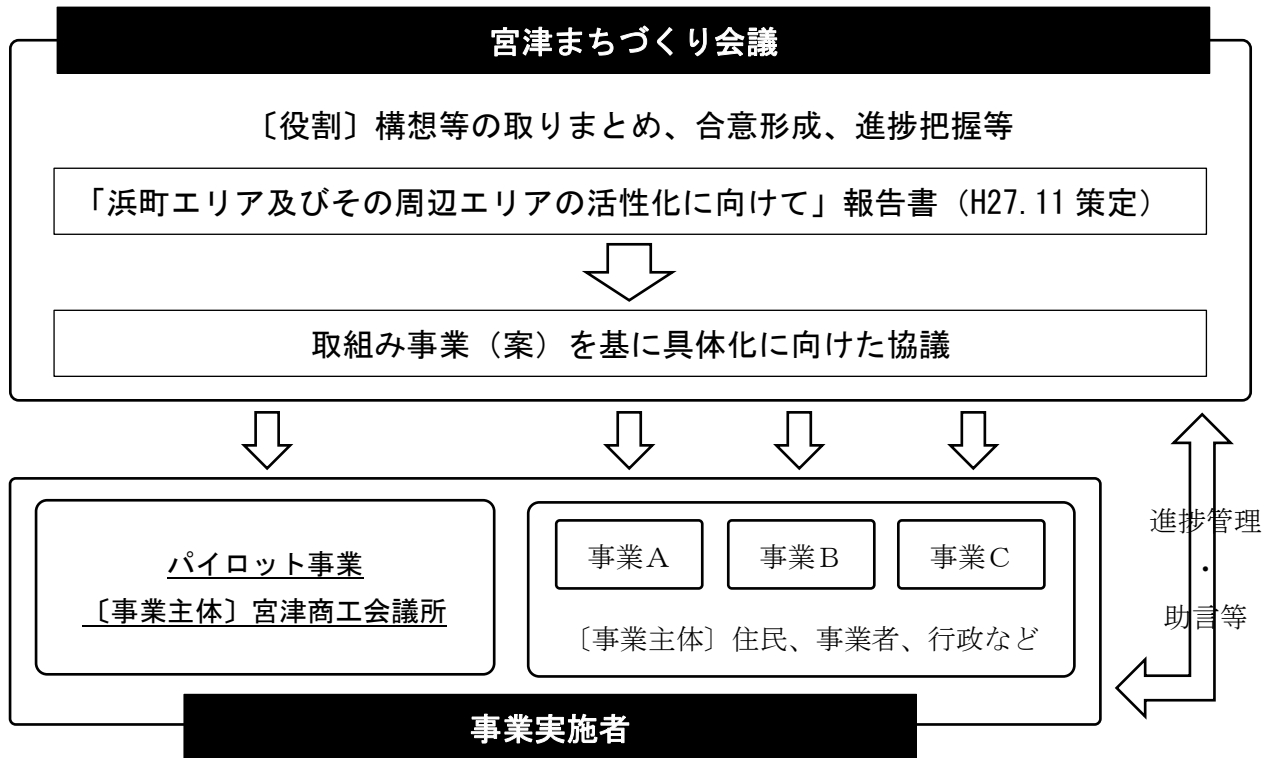 宮津まちづくり会議
〔役割〕構想等の取りまとめ、合意形成、進捗把握等
「浜町エリア及びその周辺エリアの活性化に向けて」報告書（H27.11 策定）
取組み事業（案）を基に具体化に向けた協議
パイロット事業
〔事業主体〕宮津商工会議所
事業Ａ
事業Ｂ
事業Ｃ
〔事業主体〕住民、事業者、行政など
進捗管理
・
助言等
事業実施者